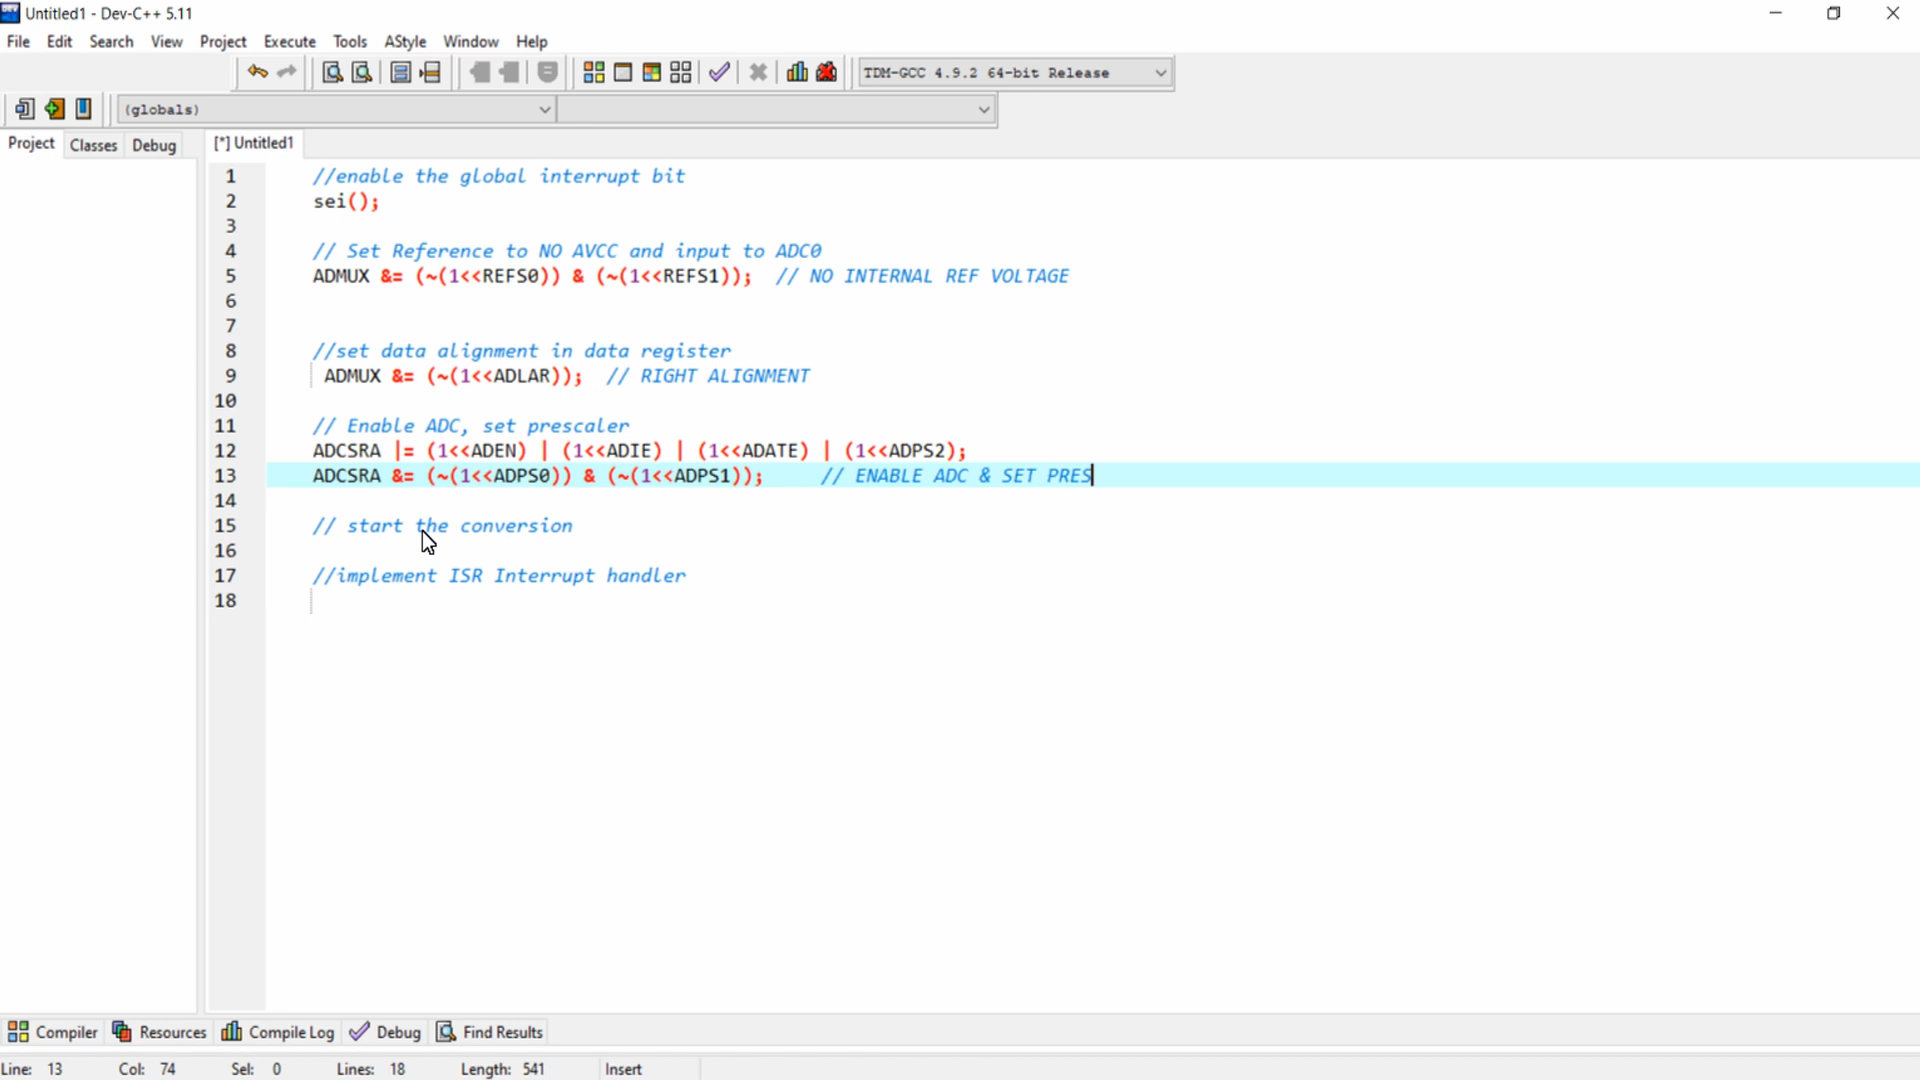 Untitled1 - Dev-C++ 5.11
File Edit Search View Project Execute Tools AStyle Window Help
TDM-GCC 4.9.2 64-bit Release
(globals)
Project Classes Debug [*] Untitled1
1 //enable the global interrupt bit
2 sei();
3
4 // Set Reference to NO AVCC and input to ADC0
5 ADMUX &= (~(1<<REFS0)) & (~(1<<REFS1)); // NO INTERNAL REF VOLTAGE
6
7
8 //set data alignment in data register
9 ADMUX &= (~(1<<ADLAR)); // RIGHT ALIGNMENT
10
11 // Enable ADC, set prescaler
12 ADCSRA |= (1<<ADEN) | (1<<ADIE) | (1<<ADATE) | (1<<ADPS2);
13 ADCSRA &= (~(1<<ADPS0)) & (~(1<<ADPS1)); // ENABLE ADC & SET PRES
14
15 // start the conversion
16
17 //implement ISR Interrupt handler
18
Compiler Resources Compile Log Debug Find Results
Line: 13 Col: 74 Sel: 0 Lines: 18 Length: 541 Insert